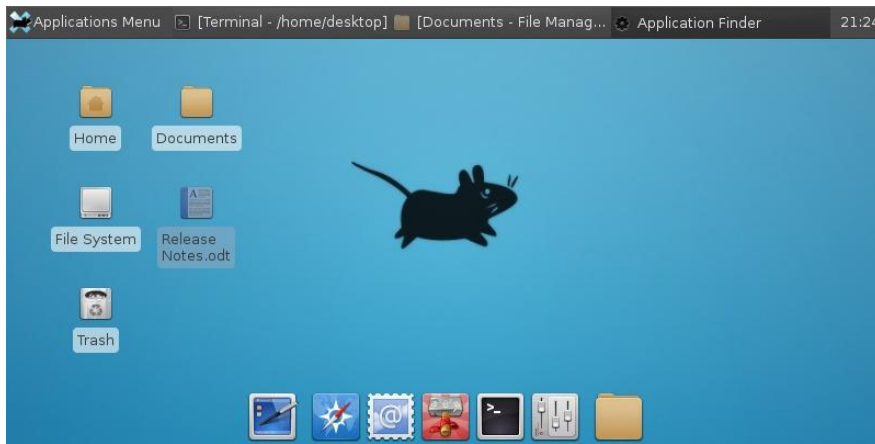 Applications Menu
[Terminal - /home/desktop]
[Documents - File Manag...
Application Finder
21:24
Home
Documents
File System
Release
Notes.odt
Trash